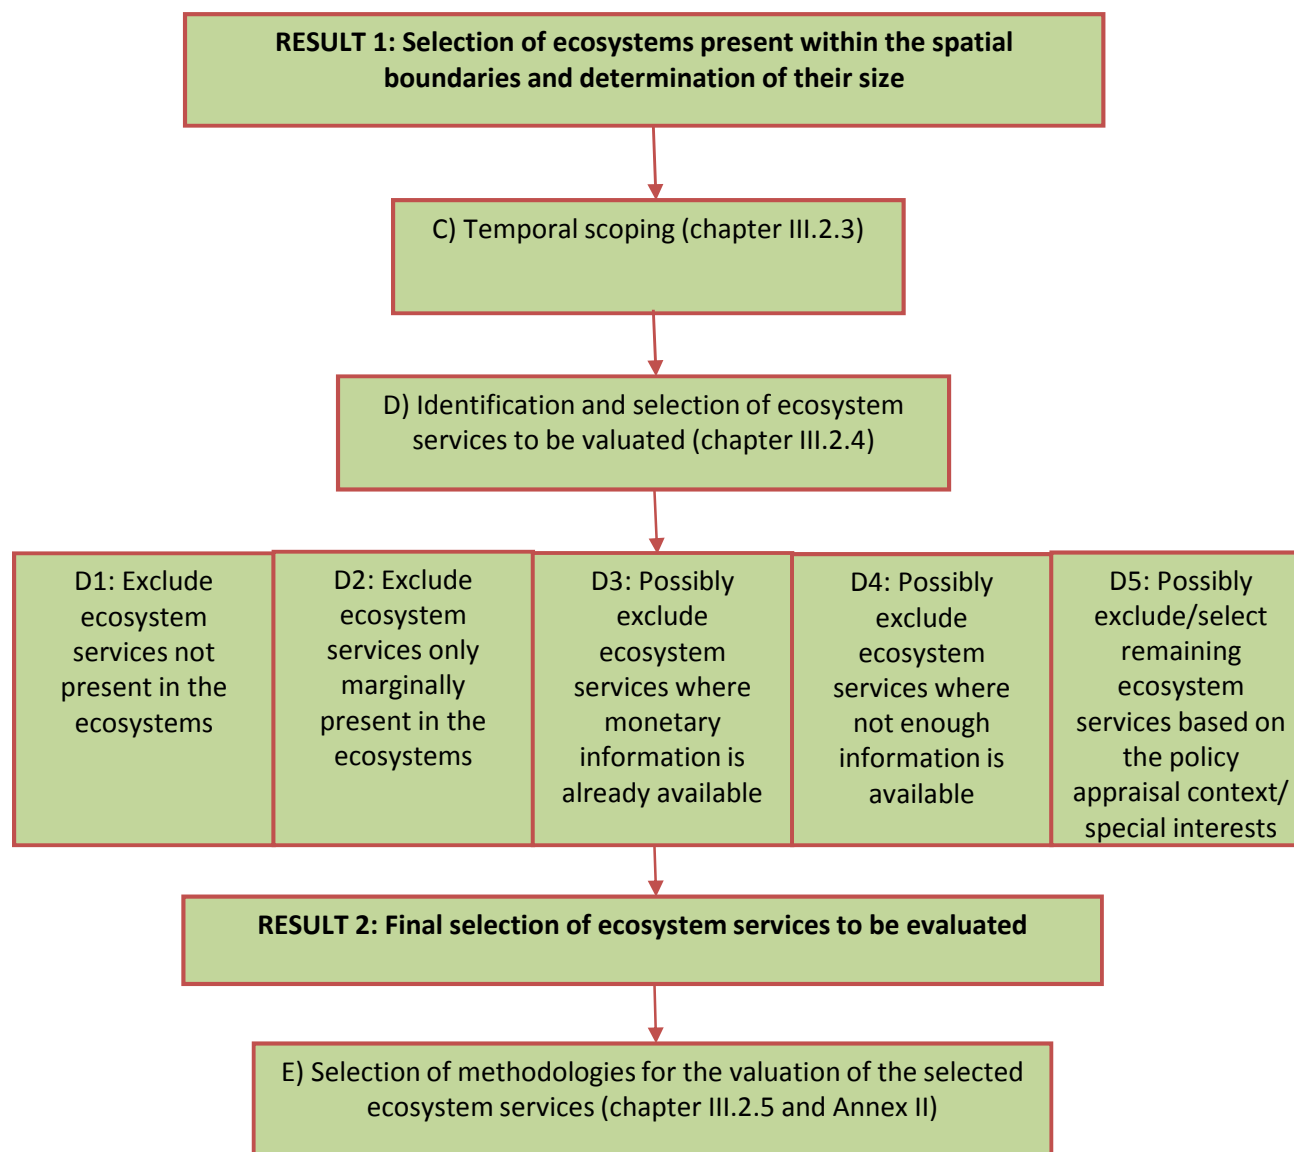 RESULT 1: Selection of ecosystems present within the spatial
boundaries and determination of their size
C) Temporal scoping (chapter III.2.3)
D) Identification and selection of ecosystem
services to be valuated (chapter III.2.4)
D1: Exclude
ecosystem
services not
present in the
ecosystems
D2: Exclude
ecosystem
services only
marginally
present in the
ecosystems
D3: Possibly
exclude
ecosystem
services where
monetary
information is
already available
D4: Possibly
exclude
ecosystem
services where
not enough
information is
available
D5: Possibly
exclude/select
remaining
ecosystem
services based on
the policy
appraisal context/
special interests
RESULT 2: Final selection of ecosystem services to be evaluated
E) Selection of methodologies for the valuation of the selected
ecosystem services (chapter III.2.5 and Annex II)